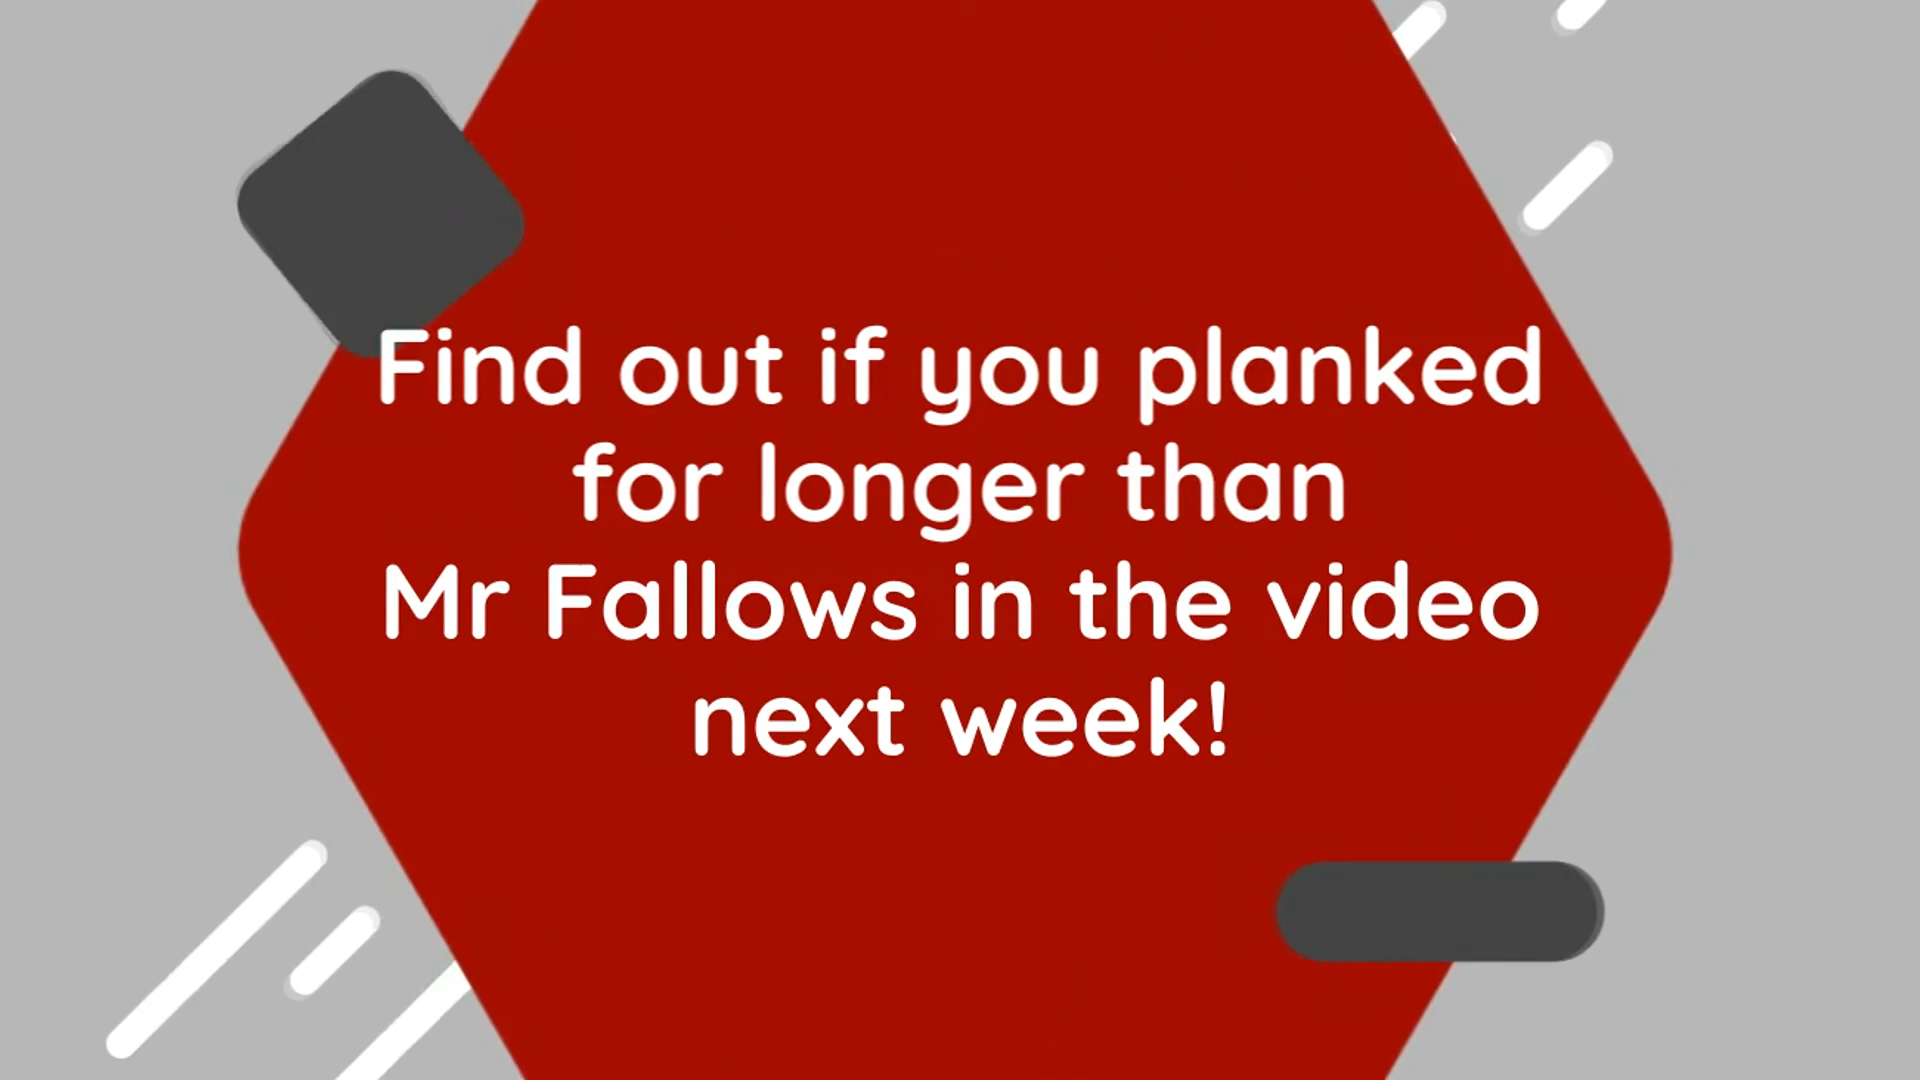 Find out if you planked
for longer than
Mr Fallows in the video
next week!